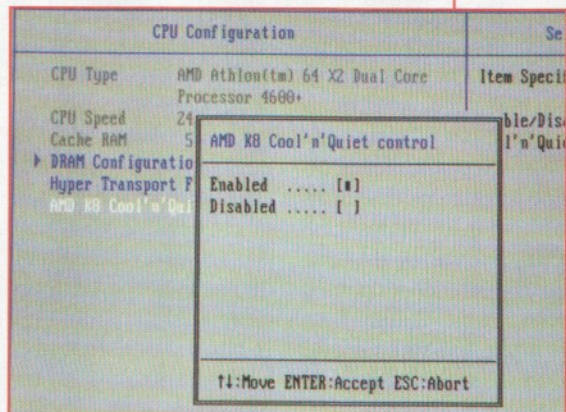 CPU Configuration
Se
CPU Type AMD Athlon(tm) 64 X2 Dual Core
Processor 4600+
Item Specif
CPU Speed 24
Cache RAM 5
▶ DRAM Configuratio
Hyper Transport F
AMD K8 Cool'n'Qui
ble/Disa
l'n'Qui
AMD K8 Cool'n'Quiet control
Enabled ..... [■]
Disabled ..... [ ]
↑↓:Move ENTER:Accept ESC:Abort